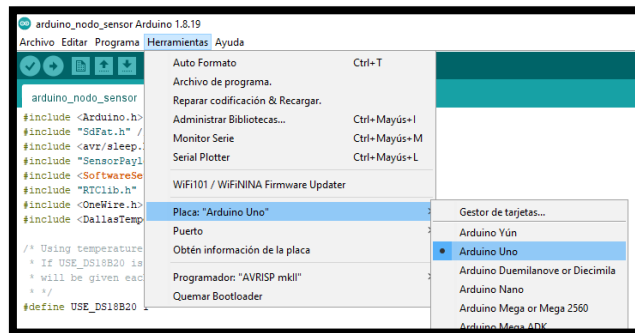 arduino_nodo_sensor Arduino 1.8.19
Archivo Editar Programa Herramientas Ayuda
arduino_nodo_sensor
#include <Arduino.h>
#include "SdFat.h" /
#include <avr/sleep.
#include "SensorPayl
#include <SoftwareSe
#include "RTClib.h"
#include <OneWire.h>
#include <DallasTemp
/* Using temperature
* If USE_DS18B20 is
* will be given eac
* */
#define USE_DS18B20
Auto Formato Ctrl+T
Archivo de programa.
Reparar codificación & Recargar.
Administrar Bibliotecas... Ctrl+Mayús+I
Monitor Serie Ctrl+Mayús+M
Serial Plotter Ctrl+Mayús+L
WiFi101 / WiFiNINA Firmware Updater
Placa: "Arduino Uno"
Puerto
Obtén información de la placa
Programador: "AVRISP mkII"
Quemar Bootloader
Gestor de tarjetas...
Arduino Yún
Arduino Uno
Arduino Duemilanove or Diecimila
Arduino Nano
Arduino Mega or Mega 2560
Arduino Mega ADK